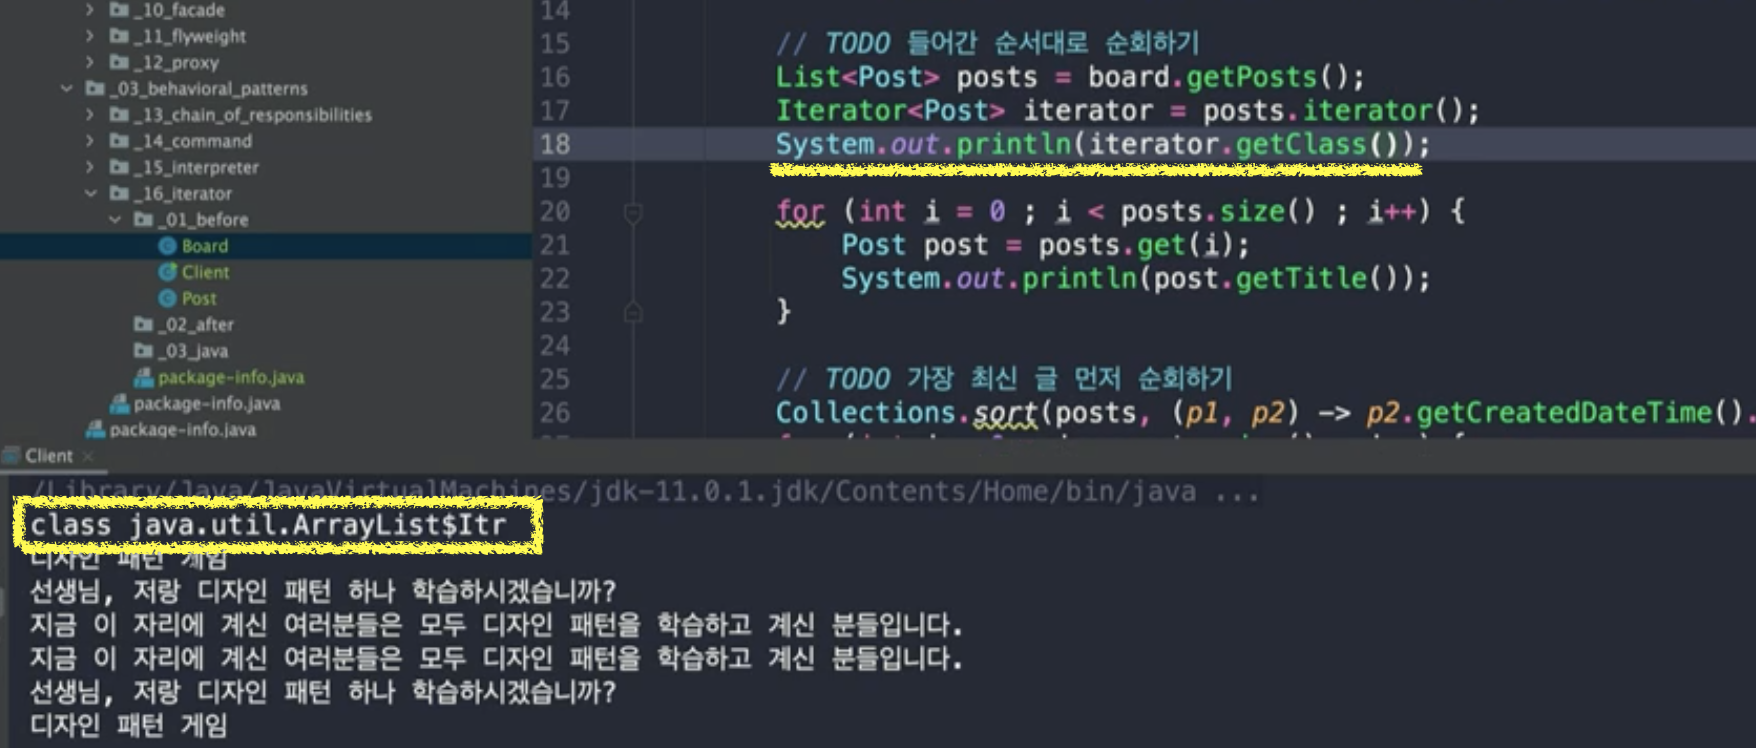 _10_facade
_11_flyweight
_12_proxy
_03_behavioral_patterns
_13_chain_of_responsibilities
_14_command
_15_interpreter
_16_iterator
_01_before
Board
Client
Post
_02_after
_03_java
package-info.java
package-info.java
package-info.java
14
15 // TODO 들어간 순서대로 순회하기
16 List<Post> posts = board.getPosts();
17 Iterator<Post> iterator = posts.iterator();
18 System.out.println(iterator.getClass());
19
20 for (int i = 0 ; i < posts.size() ; i++) {
21 Post post = posts.get(i);
22 System.out.println(post.getTitle());
23 }
24
25 // TODO 가장 최신 글 먼저 순회하기
26 Collections.sort(posts, (p1, p2) -> p2.getCreatedDateTime().
Client
/Library/Java/JavaVirtualMachines/jdk-11.0.1.jdk/Contents/Home/bin/java ...
class java.util.ArrayList$Itr
디자인 패턴 게임
선생님, 저랑 디자인 패턴 하나 학습하시겠습니까?
지금 이 자리에 계신 여러분들은 모두 디자인 패턴을 학습하고 계신 분들입니다.
지금 이 자리에 계신 여러분들은 모두 디자인 패턴을 학습하고 계신 분들입니다.
선생님, 저랑 디자인 패턴 하나 학습하시겠습니까?
디자인 패턴 게임